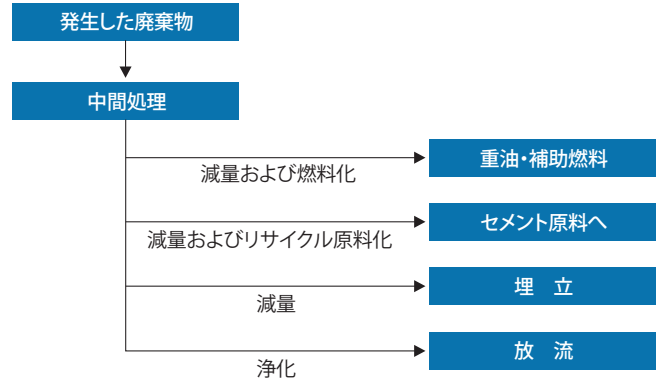 発生した廃棄物
中間処理
減量および燃料化
重油・補助燃料
減量およびリサイクル原料化
セメント原料へ
減量
埋　立
浄化
放　流